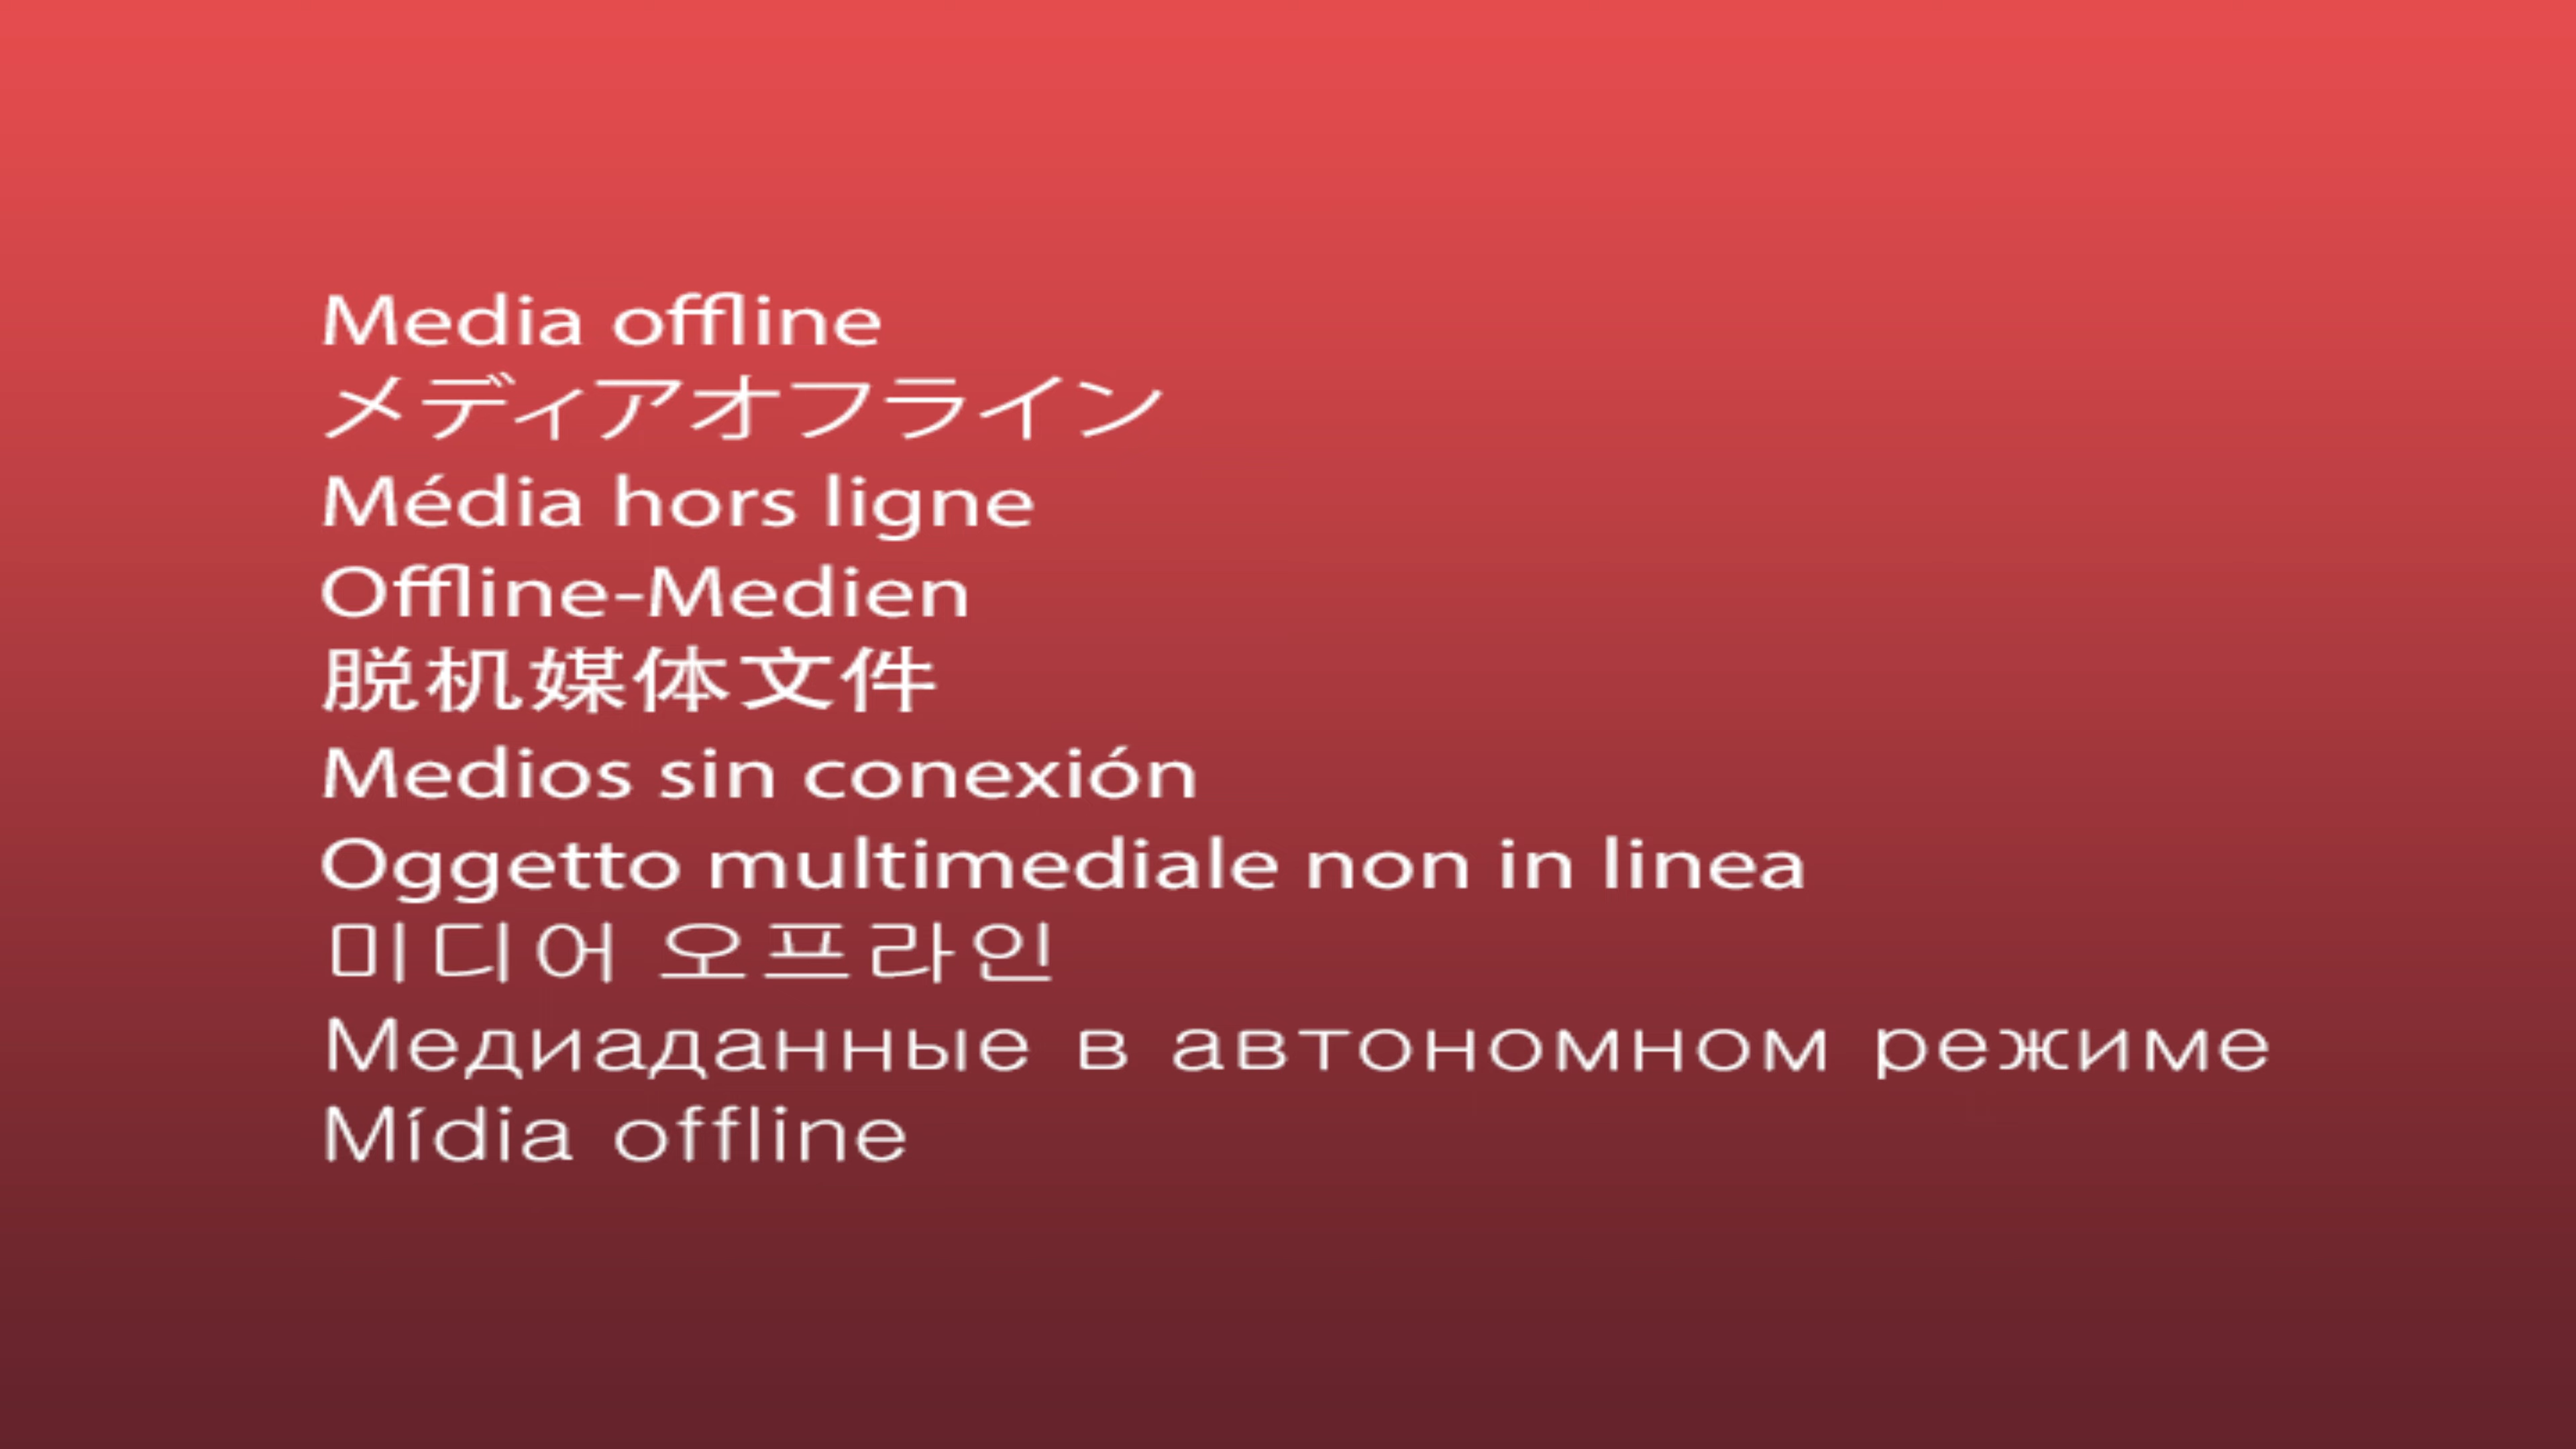 Media offline
メディアオフライン
Média hors ligne
Offline-Medien
脱机媒体文件
Medios sin conexión
Oggetto multimediale non in linea
미디어 오프라인
Медиаданные в автономном режиме
Mídia offline